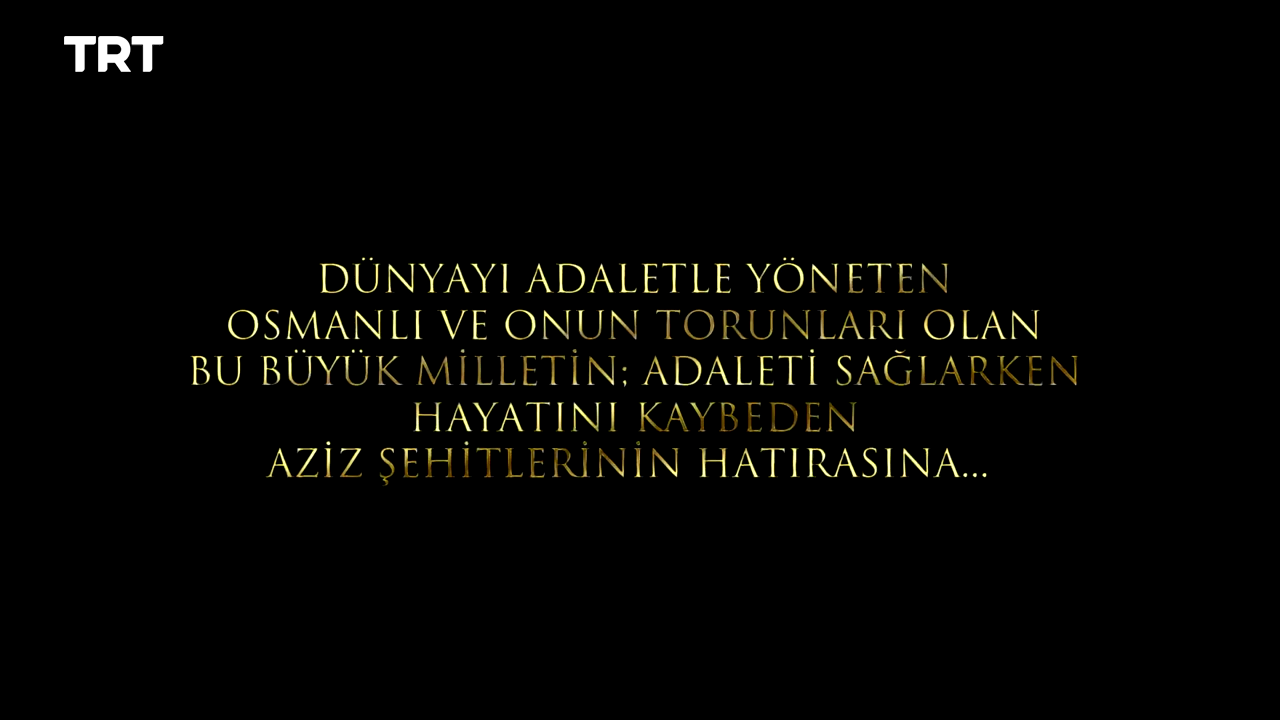 TRT
DÜNYAYI ADALETLE YÖNETEN
OSMANLI VE ONUN TORUNLARI OLAN
BU BÜYÜK MİLLETİN; ADALETİ SAĞLARKEN
HAYATINI KAYBEDEN
AZİZ ŞEHİTLERİNİN HATIRASINA...